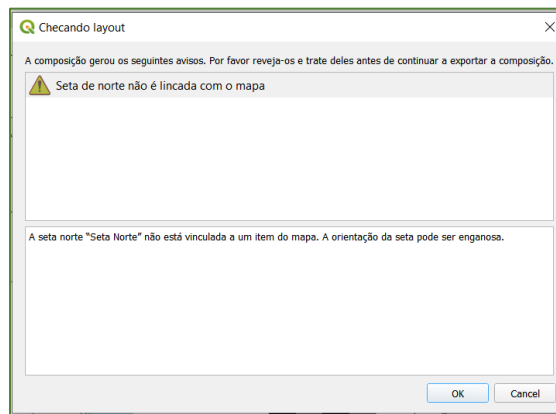 Checando layout
A composição gerou os seguintes avisos. Por favor reveja-os e trate deles antes de continuar a exportar a composição.
Seta de norte não é lincada com o mapa
A seta norte “Seta Norte” não está vinculada a um item do mapa. A orientação da seta pode ser enganosa.
OK Cancel